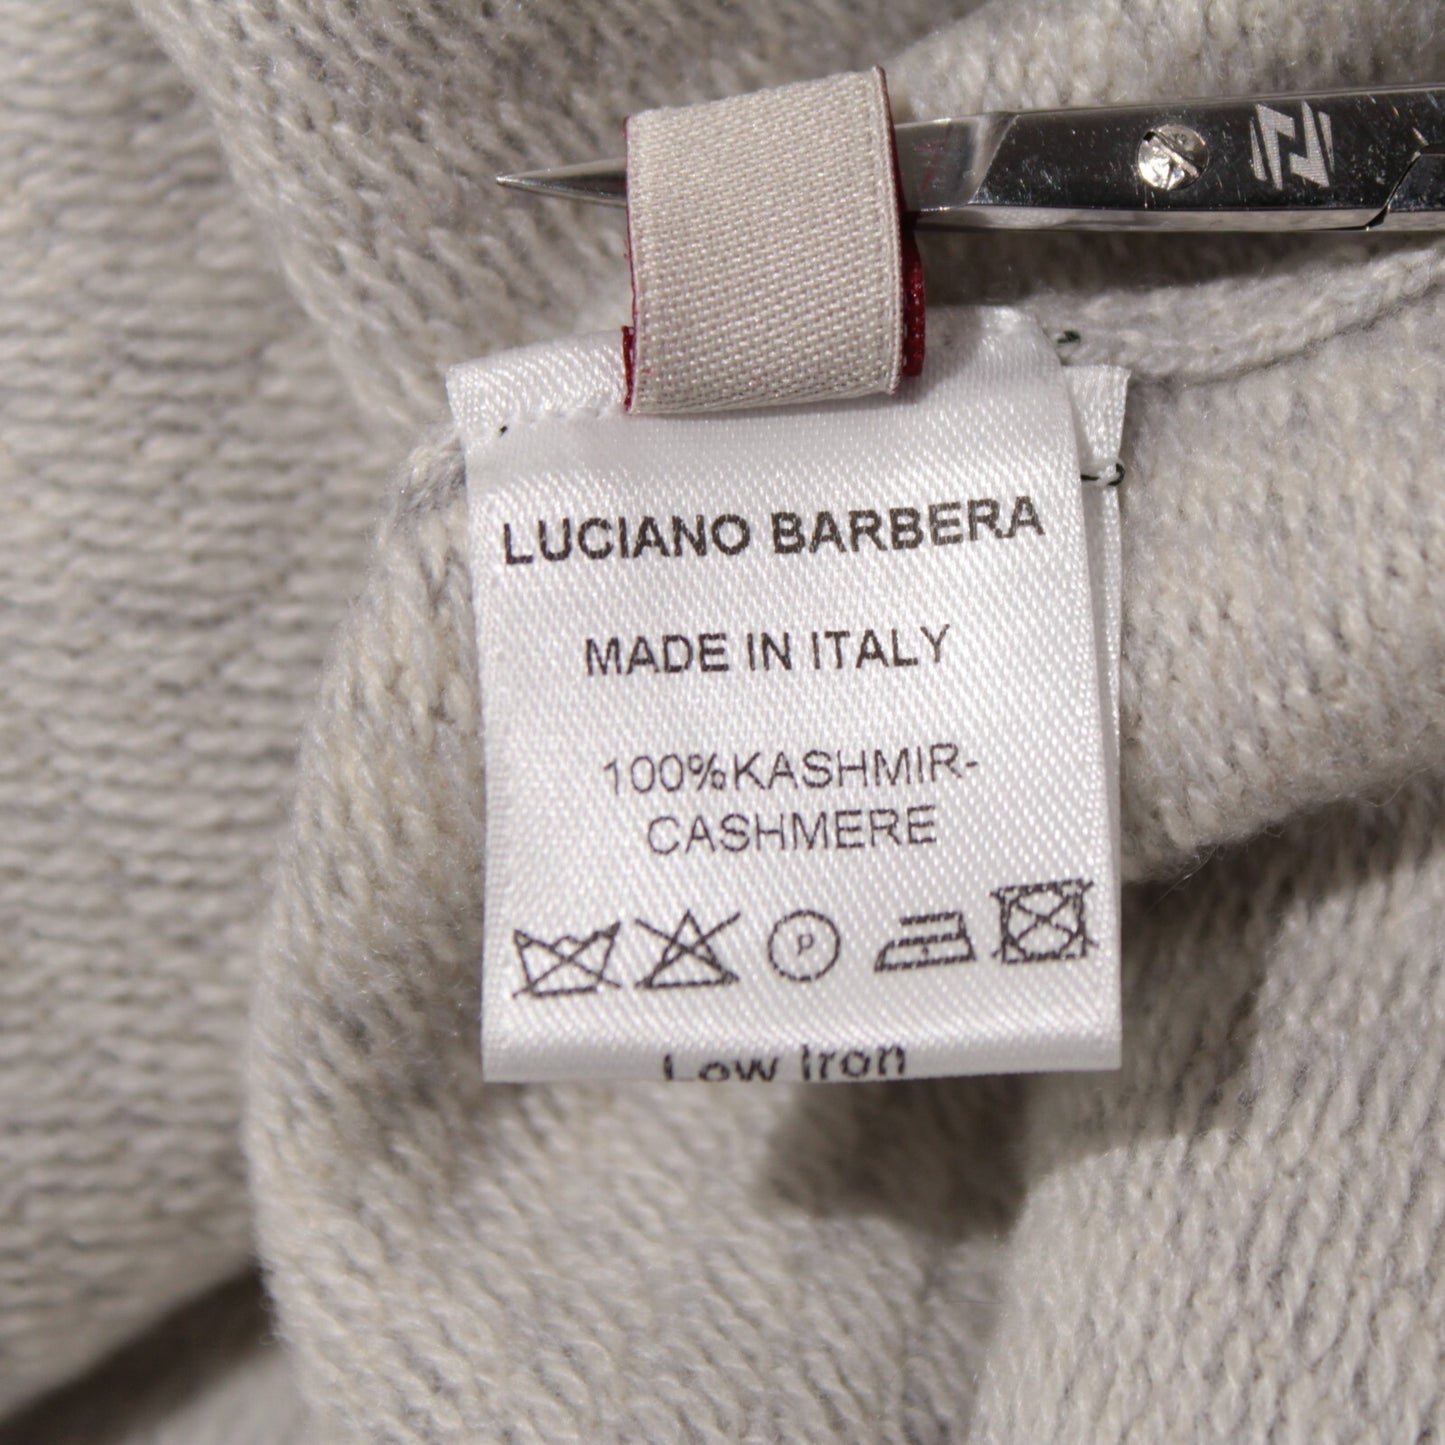 LUCIANO BARBERA
MADE IN ITALY
100%KASHMIR-
CASHMERE
P
Low Iron